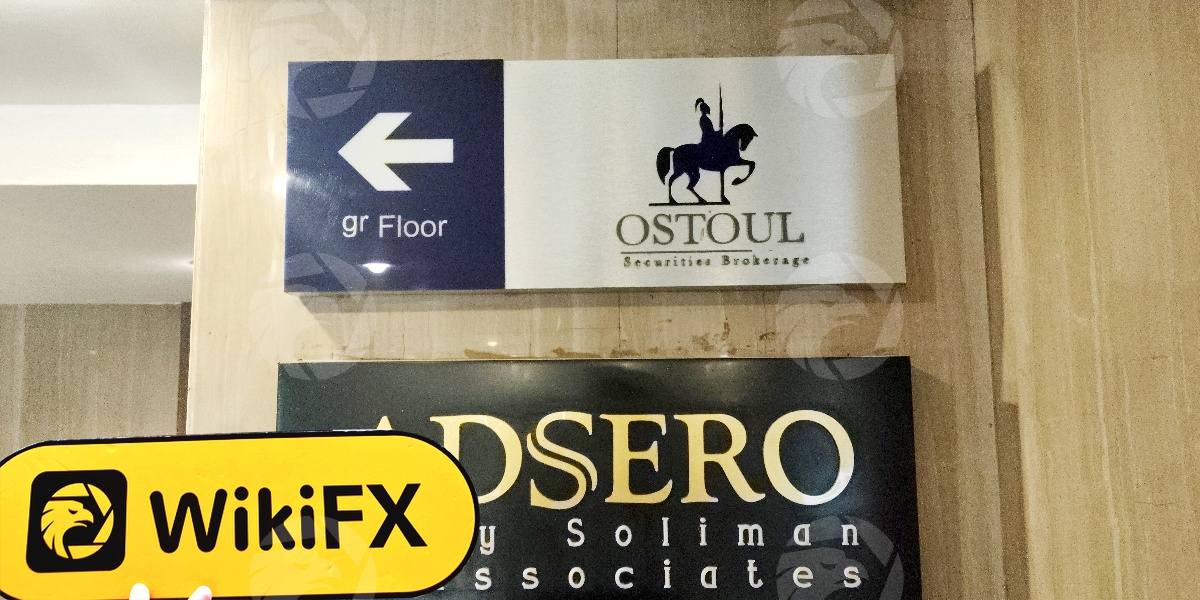 gr Floor
OSTOUL
Securities Brokerage
ADSERO
y Soliman
ssociates
WikiFX